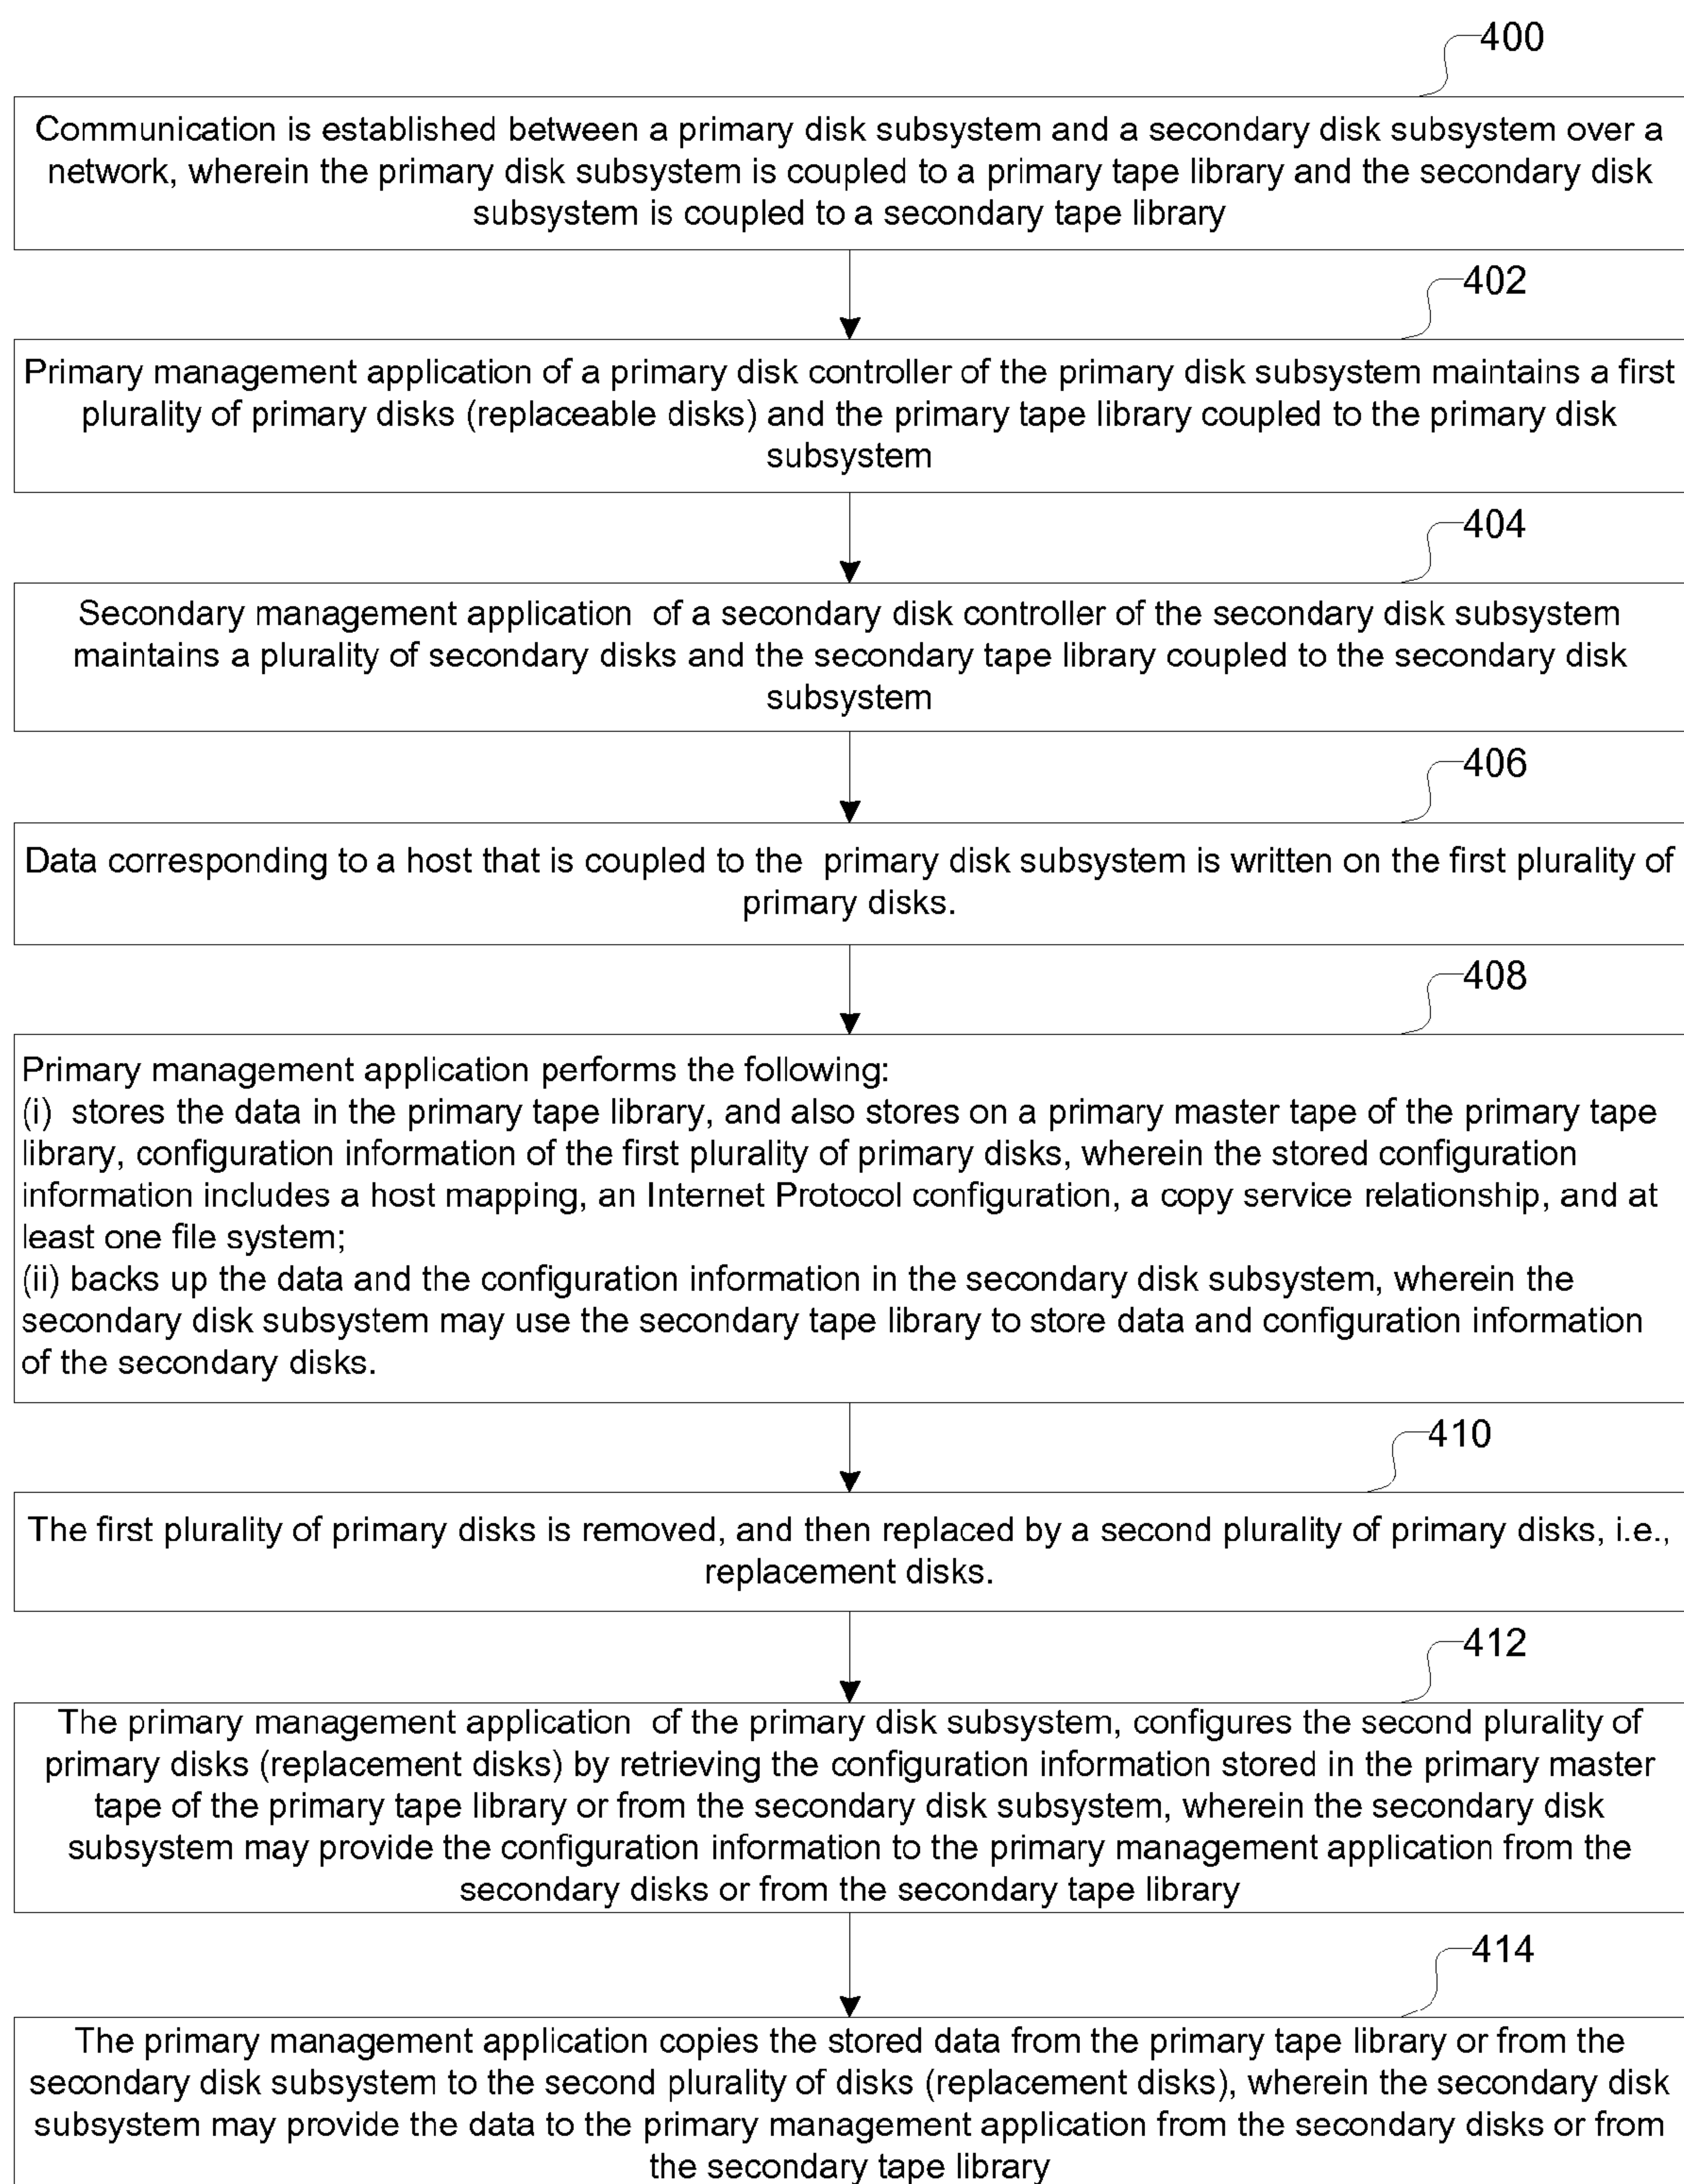 400
Communication is established between a primary disk subsystem and a secondary disk subsystem over a
network, wherein the primary disk subsystem is coupled to a primary tape library and the secondary disk
subsystem is coupled to a secondary tape library
402
Primary management application of a primary disk controller of the primary disk subsystem maintains a first
plurality of primary disks (replaceable disks) and the primary tape library coupled to the primary disk
subsystem
404
Secondary management application of a secondary disk controller of the secondary disk subsystem
maintains a plurality of secondary disks and the secondary tape library coupled to the secondary disk
subsystem
406
Data corresponding to a host that is coupled to the primary disk subsystem is written on the first plurality of
primary disks.
408
Primary management application performs the following:
(i) stores the data in the primary tape library, and also stores on a primary master tape of the primary tape
library, configuration information of the first plurality of primary disks, wherein the stored configuration
information includes a host mapping, an Internet Protocol configuration, a copy service relationship, and at
least one file system;
(ii) backs up the data and the configuration information in the secondary disk subsystem, wherein the
secondary disk subsystem may use the secondary tape library to store data and configuration information
of the secondary disks.
410
The first plurality of primary disks is removed, and then replaced by a second plurality of primary disks, i.e.,
replacement disks.
412
The primary management application of the primary disk subsystem, configures the second plurality of
primary disks (replacement disks) by retrieving the configuration information stored in the primary master
tape of the primary tape library or from the secondary disk subsystem, wherein the secondary disk
subsystem may provide the configuration information to the primary management application from the
secondary disks or from the secondary tape library
414
The primary management application copies the stored data from the primary tape library or from the
secondary disk subsystem to the second plurality of disks (replacement disks), wherein the secondary disk
subsystem may provide the data to the primary management application from the secondary disks or from
the secondary tape library